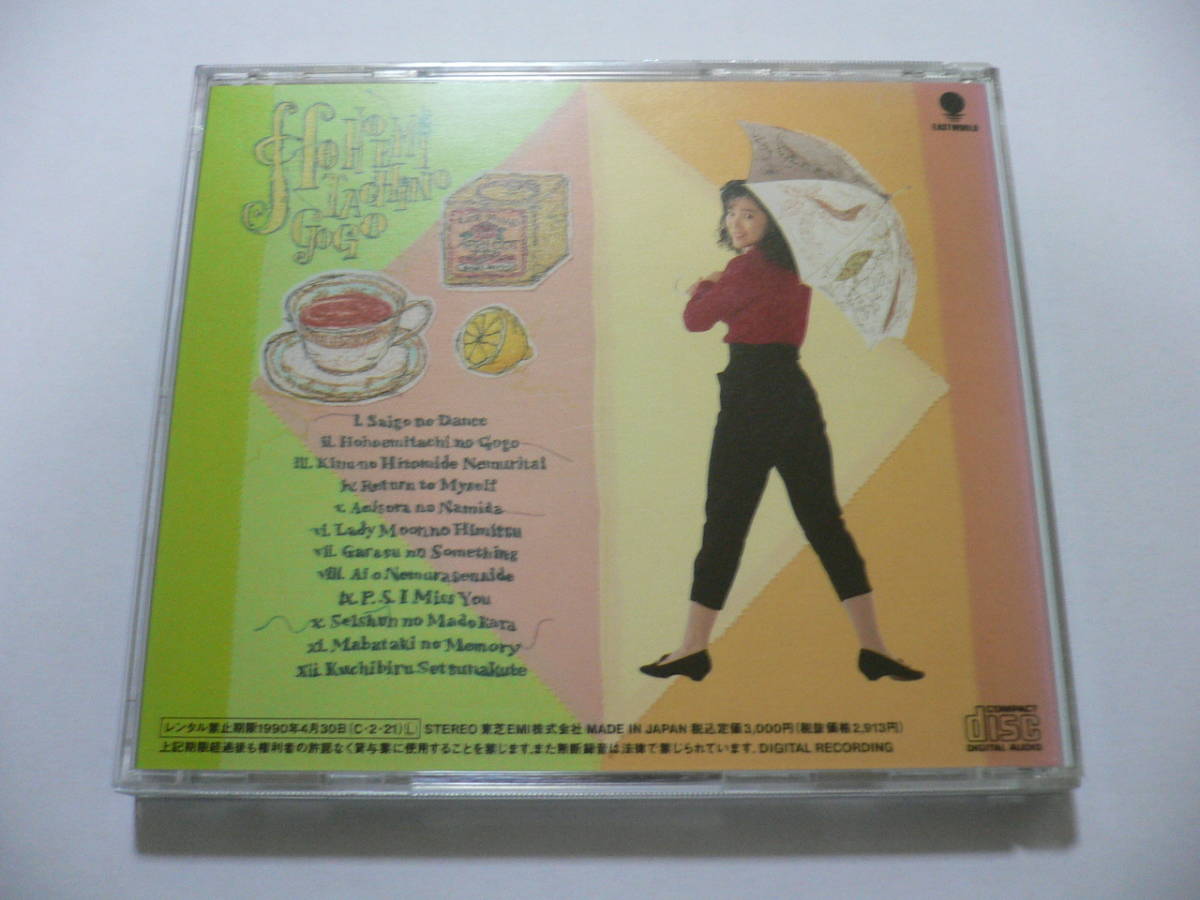 HOHOEMI
TACHI NO
GOGO
EASTWORLD
i. Saigo no Dance
ii. Hohoemitachi no Gogo
iii. Kinu no Hitomide Nemuritai
iv. Return to Myself
v. Aoisora no Namida
vi. Lady Moon no Himitsu
vii. Garasu no Something
viii. Ai o Nemurasenaide
ix. P.S. I Miss You
x. Seishun no Mado kara
xi. Mabataki no Memory
xii. Kuchibiru Setsunakute
レンタル禁止期限1990年4月30日(C-2-21)Ⓛ STEREO 東芝EMI株式会社 MADE IN JAPAN 税込定価3,000円(税抜価格2,913円)
上記期限経過後も権利者の許諾なく貸与業に使用することを禁じます。また無断録音は法律で禁じられています。DIGITAL RECORDING
COMPACT
disc
DIGITAL AUDIO